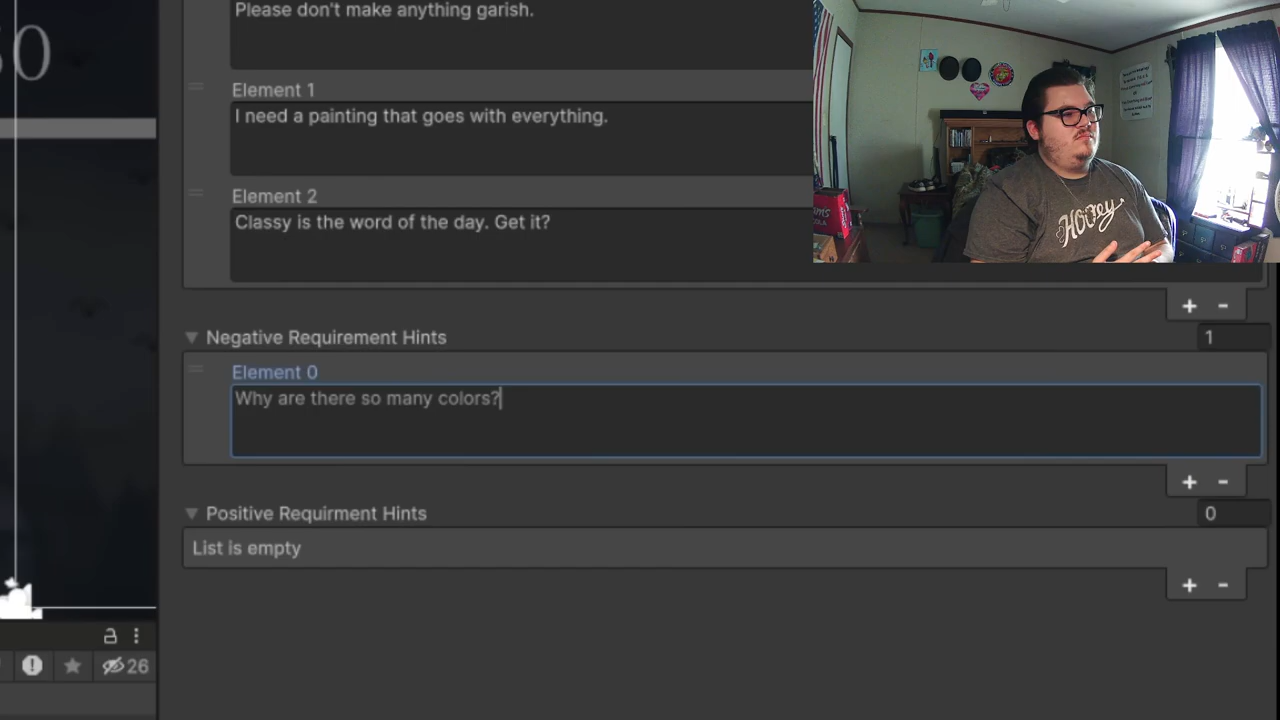 Please don't make anything garish.
Element 1
I need a painting that goes with everything.
Element 2
Classy is the word of the day. Get it?
+ -
Negative Requirement Hints
1
Element 0
Why are there so many colors?
+ -
Positive Requirment Hints
0
List is empty
+ -
26
Hooey